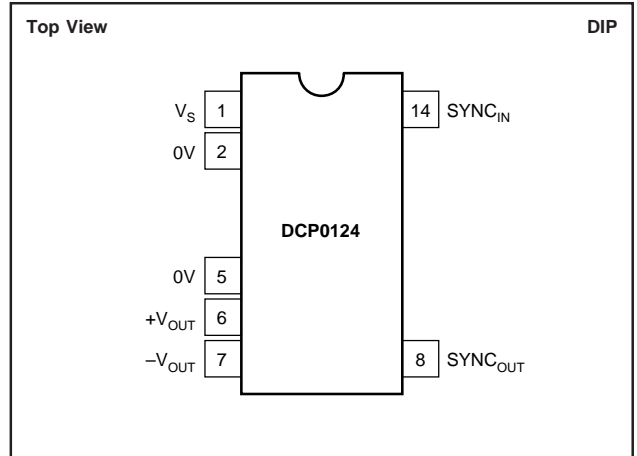 Top View DIP
V_S 1 14 SYNC_IN
0V 2
DCP0124
0V 5
+V_OUT 6
–V_OUT 7 8 SYNC_OUT